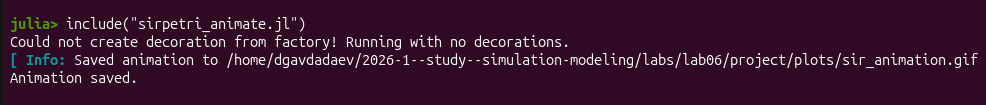 julia> include("sirpetri_animate.jl")
Could not create decoration from factory! Running with no decorations.
[ Info: Saved animation to /home/dgavdadaev/2026-1--study--simulation-modeling/labs/lab06/project/plots/sir_animation.gif
Animation saved.